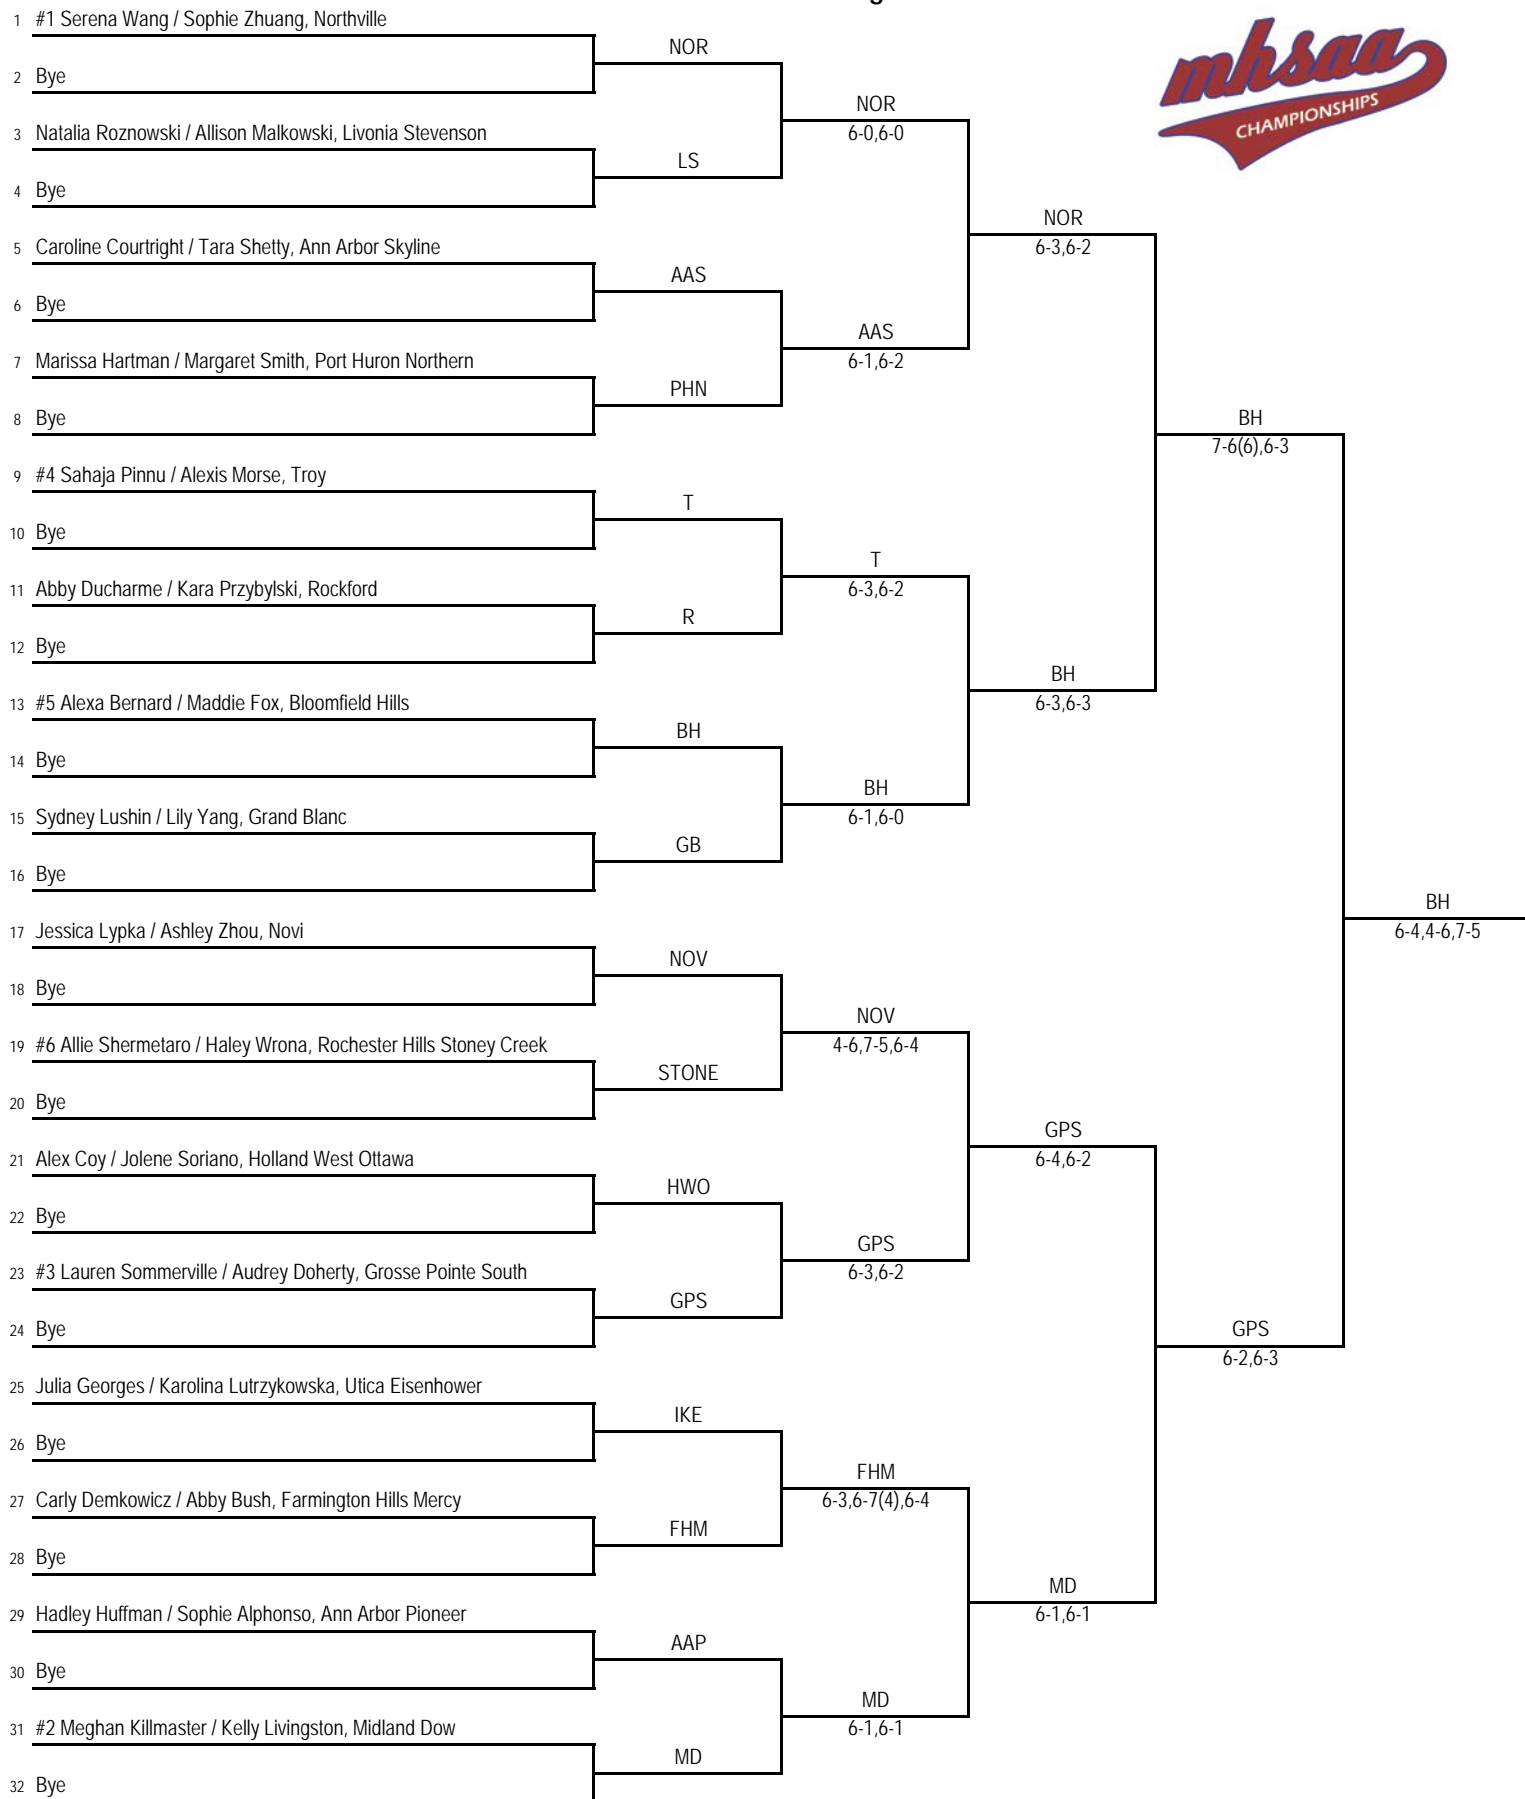 1 #1 Serena Wang / Sophie Zhuang, Northville
NOR
2 Bye
NOR
6-0,6-0
3 Natalia Roznowski / Allison Malkowski, Livonia Stevenson
LS
4 Bye
NOR
6-3,6-2
5 Caroline Courtright / Tara Shetty, Ann Arbor Skyline
AAS
6 Bye
AAS
6-1,6-2
7 Marissa Hartman / Margaret Smith, Port Huron Northern
PHN
8 Bye
BH
7-6(6),6-3
9 #4 Sahaja Pinnu / Alexis Morse, Troy
T
10 Bye
T
6-3,6-2
11 Abby Ducharme / Kara Przybylski, Rockford
R
12 Bye
BH
6-3,6-3
13 #5 Alexa Bernard / Maddie Fox, Bloomfield Hills
BH
14 Bye
BH
6-1,6-0
15 Sydney Lushin / Lily Yang, Grand Blanc
GB
16 Bye
BH
6-4,4-6,7-5
17 Jessica Lypka / Ashley Zhou, Novi
NOV
18 Bye
NOV
4-6,7-5,6-4
19 #6 Allie Shermetaro / Haley Wrona, Rochester Hills Stoney Creek
STONE
20 Bye
GPS
6-4,6-2
21 Alex Coy / Jolene Soriano, Holland West Ottawa
HWO
22 Bye
GPS
6-3,6-2
23 #3 Lauren Sommerville / Audrey Doherty, Grosse Pointe South
GPS
24 Bye
GPS
6-2,6-3
25 Julia Georges / Karolina Lutrzykowska, Utica Eisenhower
IKE
26 Bye
FHM
6-3,6-7(4),6-4
27 Carly Demkowicz / Abby Bush, Farmington Hills Mercy
FHM
28 Bye
MD
6-1,6-1
29 Hadley Huffman / Sophie Alphonso, Ann Arbor Pioneer
AAP
30 Bye
MD
6-1,6-1
31 #2 Meghan Killmaster / Kelly Livingston, Midland Dow
MD
32 Bye
mhsaa
CHAMPIONSHIPS